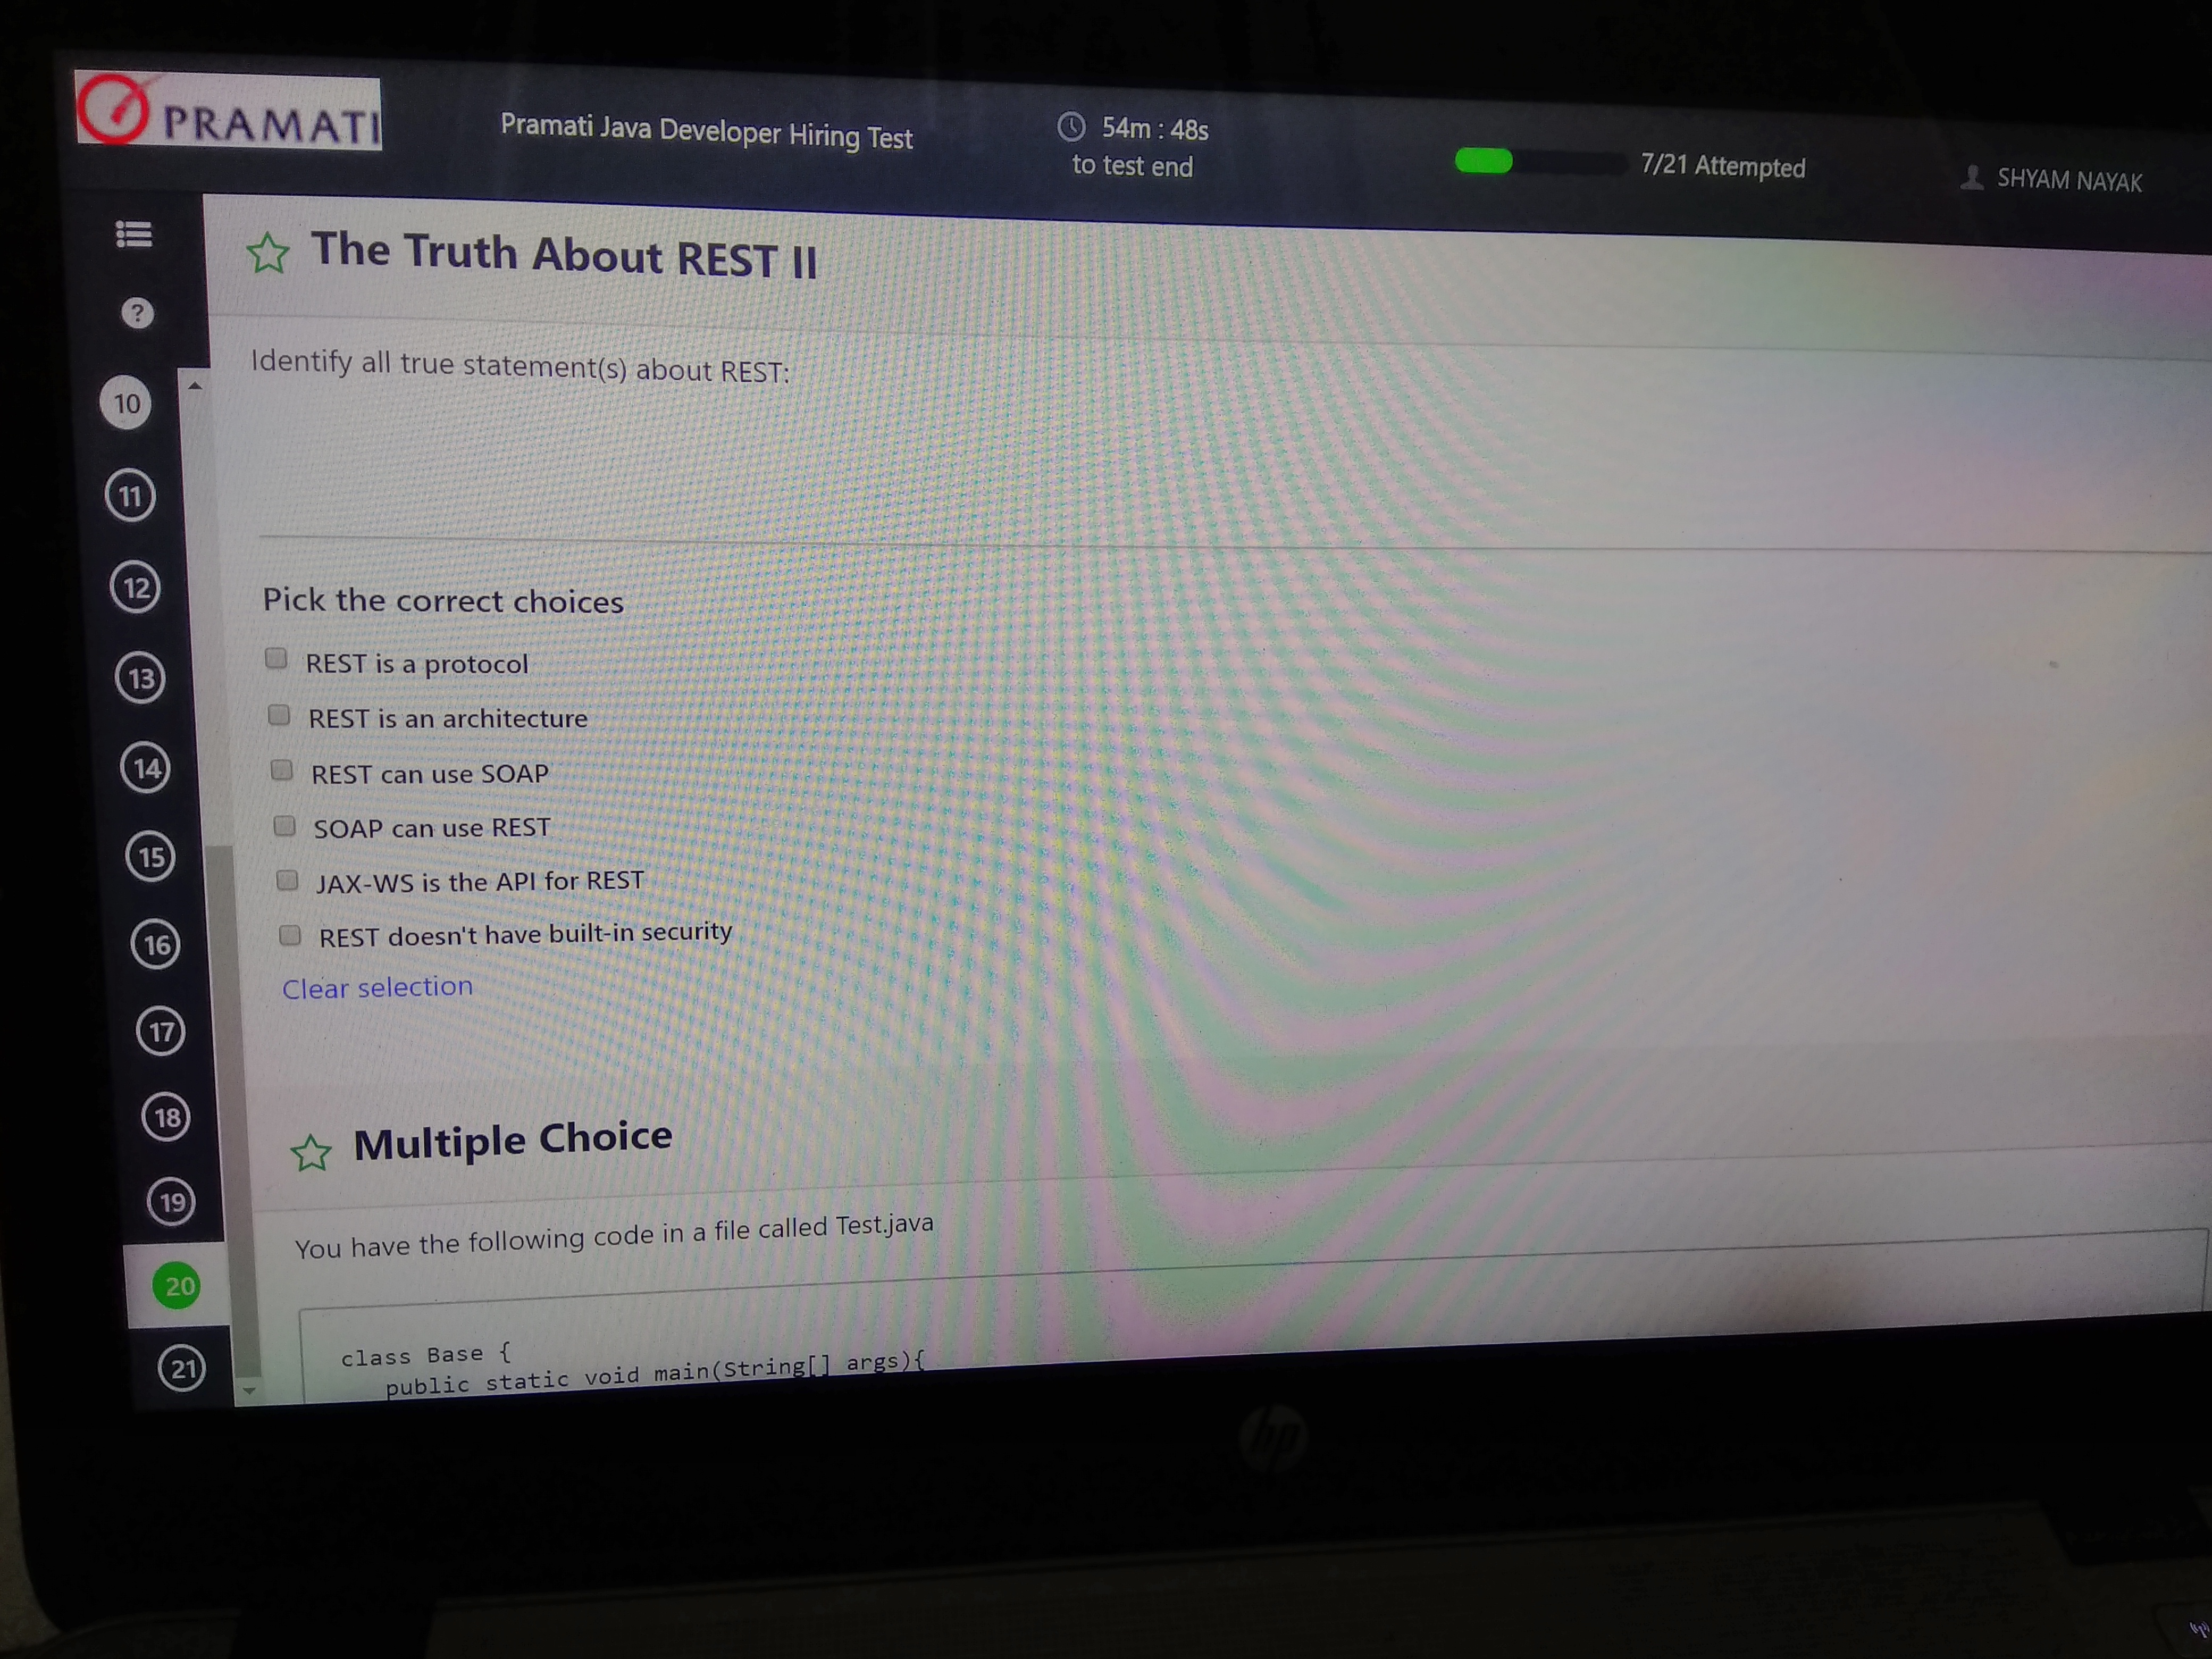 PRAMATI
Pramati Java Developer Hiring Test
54m : 48s
to test end
7/21 Attempted
SHYAM NAYAK
The Truth About REST II
?
Identify all true statement(s) about REST:
10
11
12
13
14
15
16
17
18
19
20
21
Pick the correct choices
REST is a protocol
REST is an architecture
REST can use SOAP
SOAP can use REST
JAX-WS is the API for REST
REST doesn't have built-in security
Clear selection
Multiple Choice
You have the following code in a file called Test.java
class Base {
public static void main(String[] args){
hp